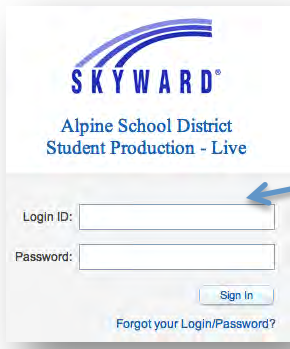 SKYWARD®
Alpine School District
Student Production - Live
Login ID:
Password:
Sign In
Forgot your Login/Password?